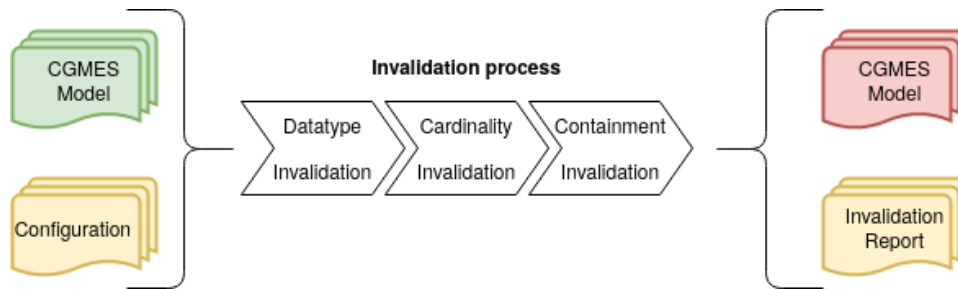 CGMES
Model
Configuration
Invalidation process
Datatype
Invalidation
Cardinality
Invalidation
Containment
Invalidation
CGMES
Model
Invalidation
Report